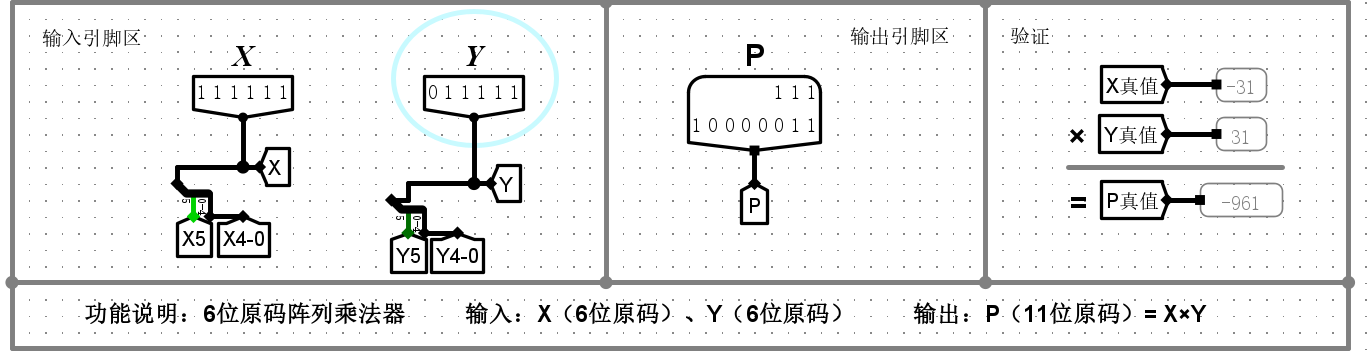 输入引脚区
X
1 1 1 1 1 1
X
5
0-4
X5
X4-0
Y
0 1 1 1 1 1
Y
5
Y5
Y4-0
输出引脚区
P
1 1 1
1 0 0 0 0 0 1 1
P
验证
X真值 -31
× Y真值 31
= P真值 -961
功能说明：6位原码阵列乘法器 输入：X（6位原码）、Y（6位原码） 输出：P（11位原码）= X×Y